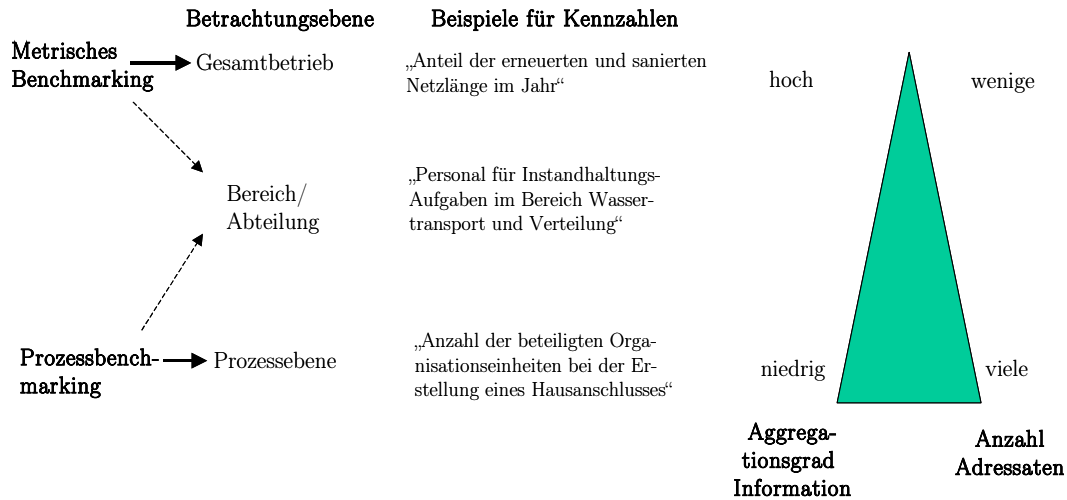 Betrachtungsebene
Beispiele für Kennzahlen
Metrisches
Benchmarking
Gesamtbetrieb
„Anteil der erneuerten und sanierten
Netzlänge im Jahr“
hoch
wenige
Bereich/
Abteilung
„Personal für Instandhaltungs-
Aufgaben im Bereich Wasser-
transport und Verteilung“
Prozessbench-
marking
Prozessebene
„Anzahl der beteiligten Orga-
nisationseinheiten bei der Er-
stellung eines Hausanschlusses“
niedrig
viele
Aggrega-
tionsgrad
Information
Anzahl
Adressaten